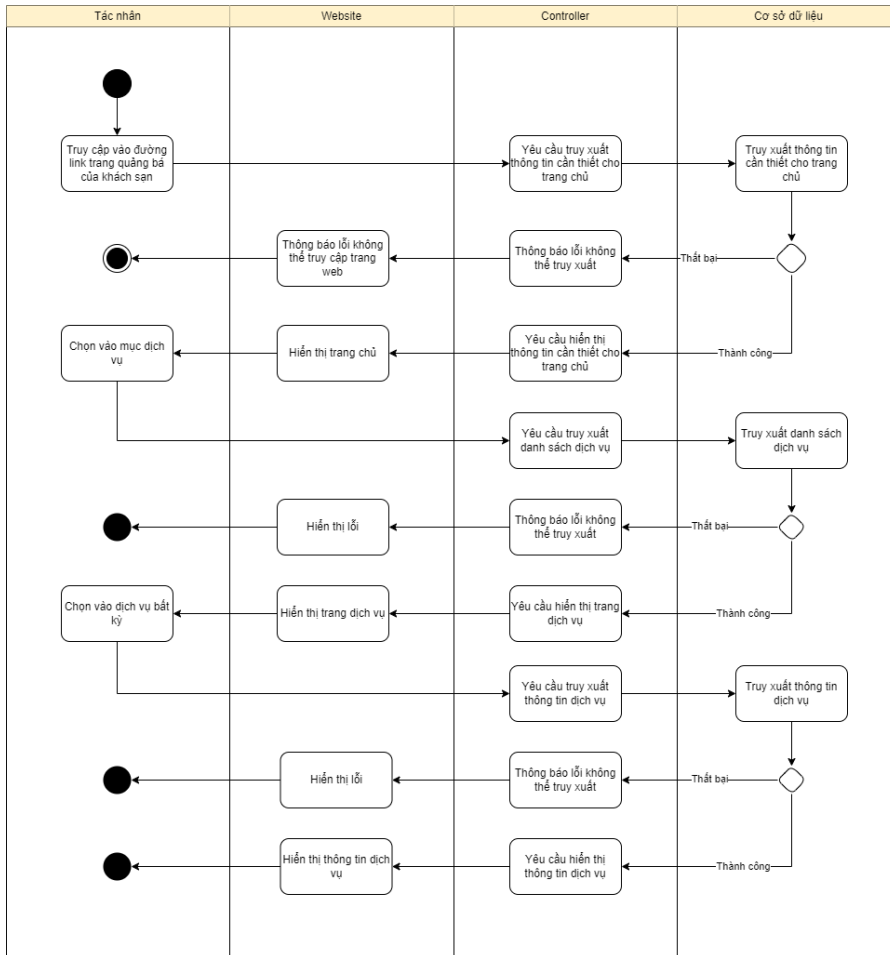 Tác nhân
Website
Controller
Cơ sở dữ liệu
Truy cập vào đường
link trang quảng bá
của khách sạn
Yêu cầu truy xuất
thông tin cần thiết cho
trang chủ
Truy xuất thông tin
cần thiết cho trang
chủ
Thông báo lỗi không
thể truy cập trang
web
Thông báo lỗi không
thể truy xuất
Thất bại
Chọn vào mục dịch
vụ
Hiển thị trang chủ
Yêu cầu hiển thị
thông tin cần thiết cho
trang chủ
Thành công
Yêu cầu truy xuất
danh sách dịch vụ
Truy xuất danh sách
dịch vụ
Hiển thị lỗi
Thông báo lỗi không
thể truy xuất
Thất bại
Chọn vào dịch vụ bất
kỳ
Hiển thị trang dịch vụ
Yêu cầu hiển thị trang
dịch vụ
Thành công
Yêu cầu truy xuất
thông tin dịch vụ
Truy xuất thông tin
dịch vụ
Hiển thị lỗi
Thông báo lỗi không
thể truy xuất
Thất bại
Hiển thị thông tin dịch
vụ
Yêu cầu hiển thị
thông tin dịch vụ
Thành công